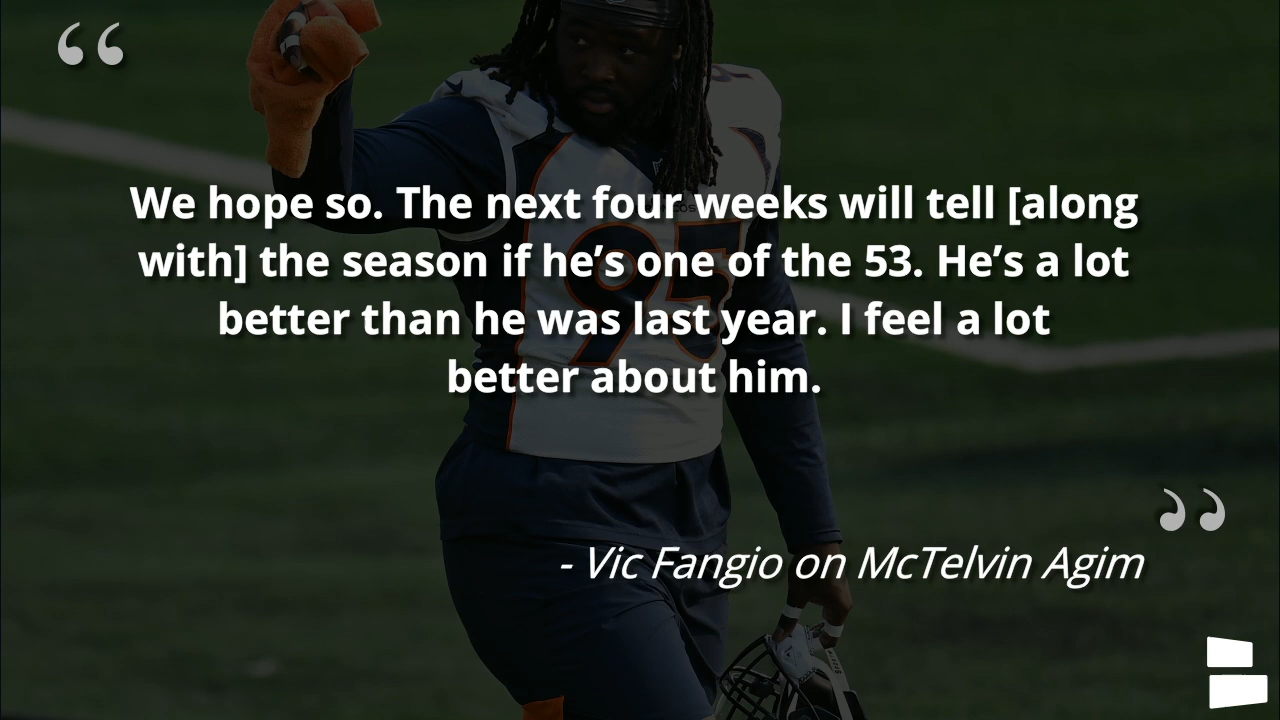 “
We hope so. The next four weeks will tell [along
with] the season if he’s one of the 53. He’s a lot
better than he was last year. I feel a lot
better about him.
”
- Vic Fangio on McTelvin Agim
95